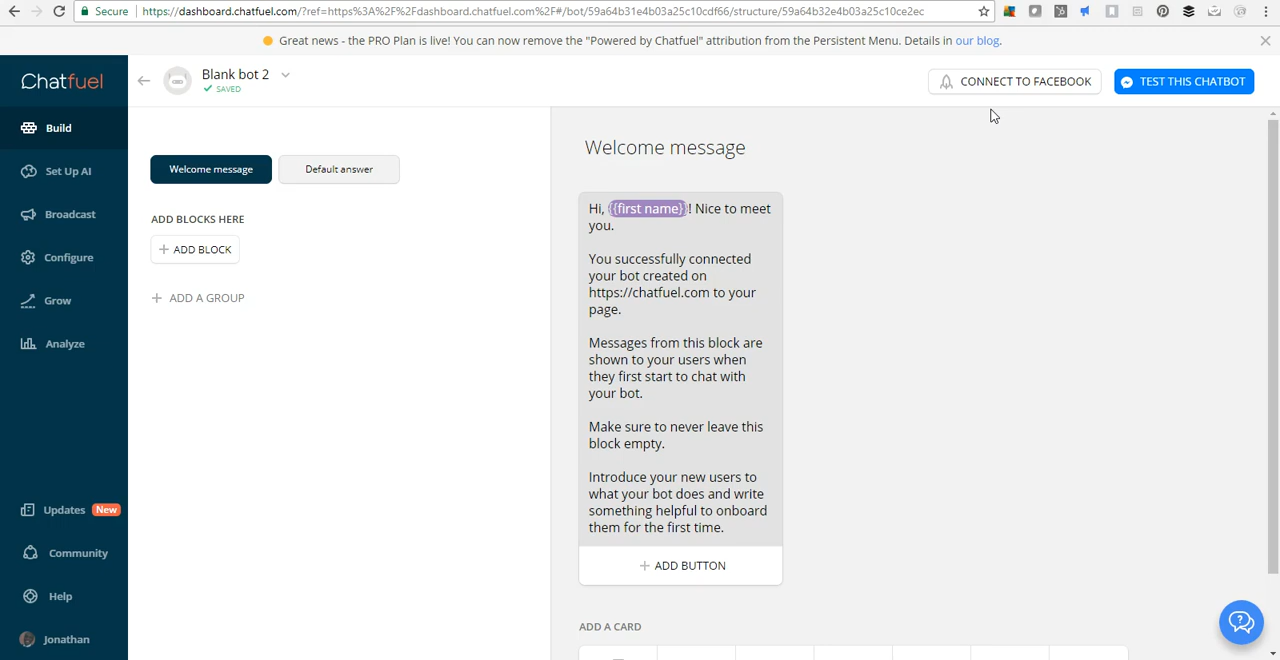 Secure https://dashboard.chatfuel.com/?ref=https%3A%2F%2Fdashboard.chatfuel.com%2F#/bot/59a64b31e4b03a25c10cdf66/structure/59a64b32e4b03a25c10ce2ec
Great news - the PRO Plan is live! You can now remove the "Powered by Chatfuel" attribution from the Persistent Menu. Details in our blog.
Chatfuel
Blank bot 2
SAVED
CONNECT TO FACEBOOK
TEST THIS CHATBOT
Build
Set Up AI
Broadcast
Configure
Grow
Analyze
Updates New
Community
Help
Jonathan
Welcome message
Default answer
ADD BLOCKS HERE
+ ADD BLOCK
+ ADD A GROUP
Welcome message
Hi, {{first name}}! Nice to meet
you.
You successfully connected
your bot created on
https://chatfuel.com to your
page.
Messages from this block are
shown to your users when
they first start to chat with
your bot.
Make sure to never leave this
block empty.
Introduce your new users to
what your bot does and write
something helpful to onboard
them for the first time.
+ ADD BUTTON
ADD A CARD